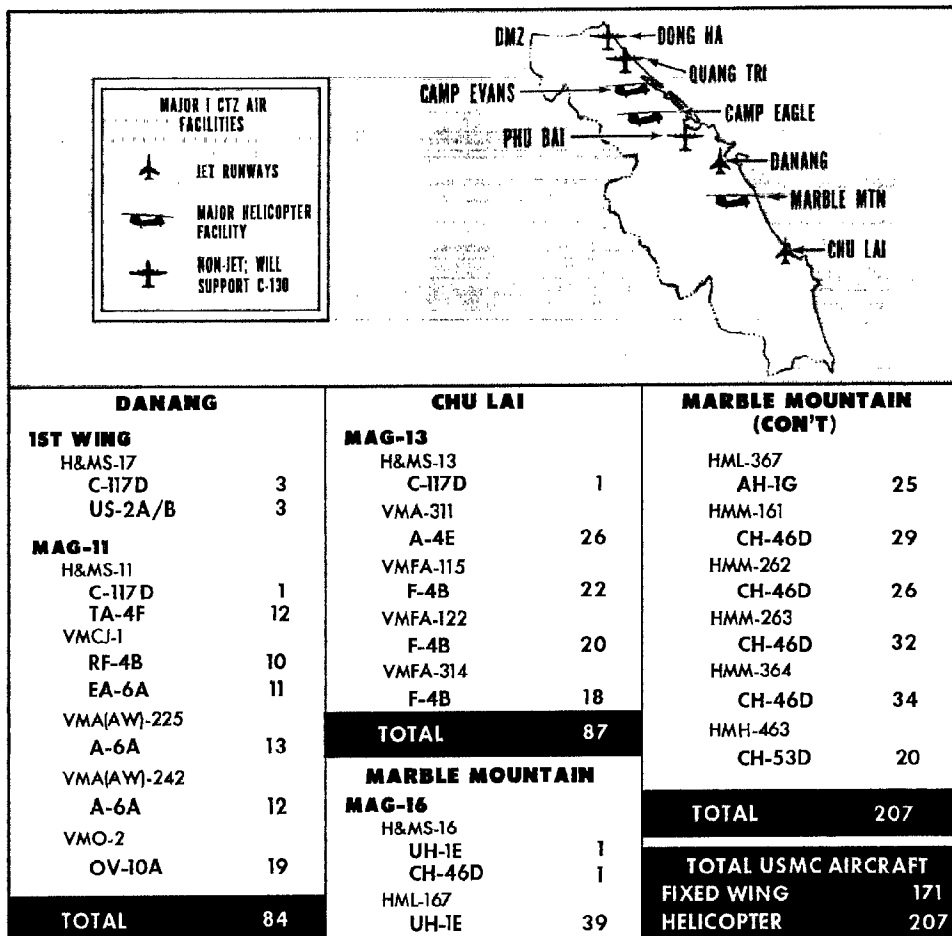 DMZ
DONG HA
QUANG TRI
CAMP EVANS
CAMP EAGLE
PHU BAI
DANANG
MARBLE MTN
CHU LAI
MAJOR I CTZ AIR
FACILITIES
JET RUNWAYS
MAJOR HELICOPTER
FACILITY
NON-JET; WILL
SUPPORT C-130
DANANG
1ST WING
H&MS-17
C-117D 3
US-2A/B 3
MAG-11
H&MS-11
C-117D 1
TA-4F 12
VMCJ-1
RF-4B 10
EA-6A 11
VMA(AW)-225
A-6A 13
VMA(AW)-242
A-6A 12
VMO-2
OV-10A 19
TOTAL 84
CHU LAI
MAG-13
H&MS-13
C-117D 1
VMA-311
A-4E 26
VMFA-115
F-4B 22
VMFA-122
F-4B 20
VMFA-314
F-4B 18
TOTAL 87
MARBLE MOUNTAIN
MAG-16
H&MS-16
UH-1E 1
CH-46D 1
HML-167
UH-1E 39
MARBLE MOUNTAIN
(CON'T)
HML-367
AH-1G 25
HMM-161
CH-46D 29
HMM-262
CH-46D 26
HMM-263
CH-46D 32
HMM-364
CH-46D 34
HMH-463
CH-53D 20
TOTAL 207
TOTAL USMC AIRCRAFT
FIXED WING 171
HELICOPTER 207